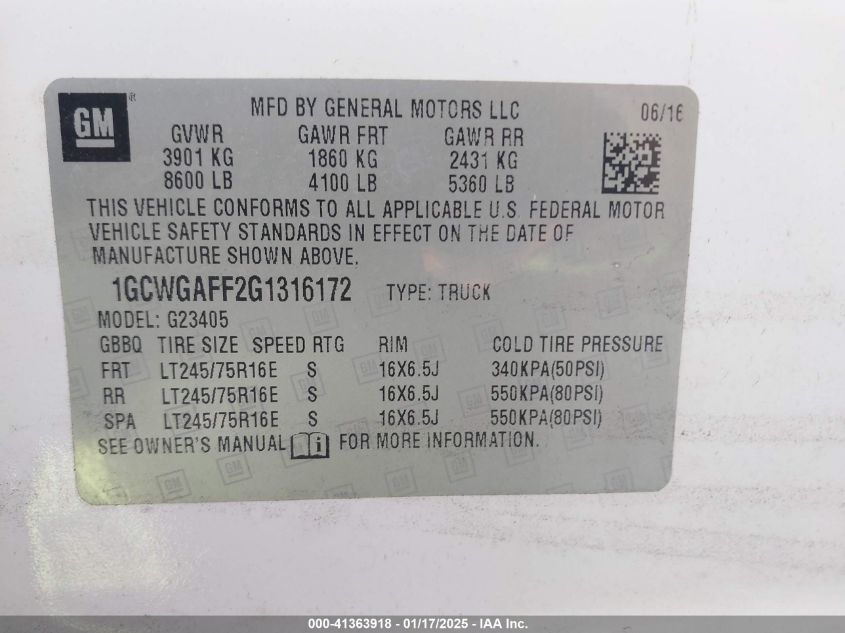 GM ®
MFD BY GENERAL MOTORS LLC 06/16
GVWR GAWR FRT GAWR RR
3901 KG 1860 KG 2431 KG
8600 LB 4100 LB 5360 LB
THIS VEHICLE CONFORMS TO ALL APPLICABLE U.S. FEDERAL MOTOR
VEHICLE SAFETY STANDARDS IN EFFECT ON THE DATE OF
MANUFACTURE SHOWN ABOVE.
1GCWGAFF2G1316172 TYPE: TRUCK
MODEL: G23405
GBBQ TIRE SIZE SPEED RTG RIM COLD TIRE PRESSURE
FRT LT245/75R16E S 16X6.5J 340KPA(50PSI)
RR LT245/75R16E S 16X6.5J 550KPA(80PSI)
SPA LT245/75R16E S 16X6.5J 550KPA(80PSI)
SEE OWNER'S MANUAL i FOR MORE INFORMATION.
000-41363918 - 01/17/2025 - IAA Inc.